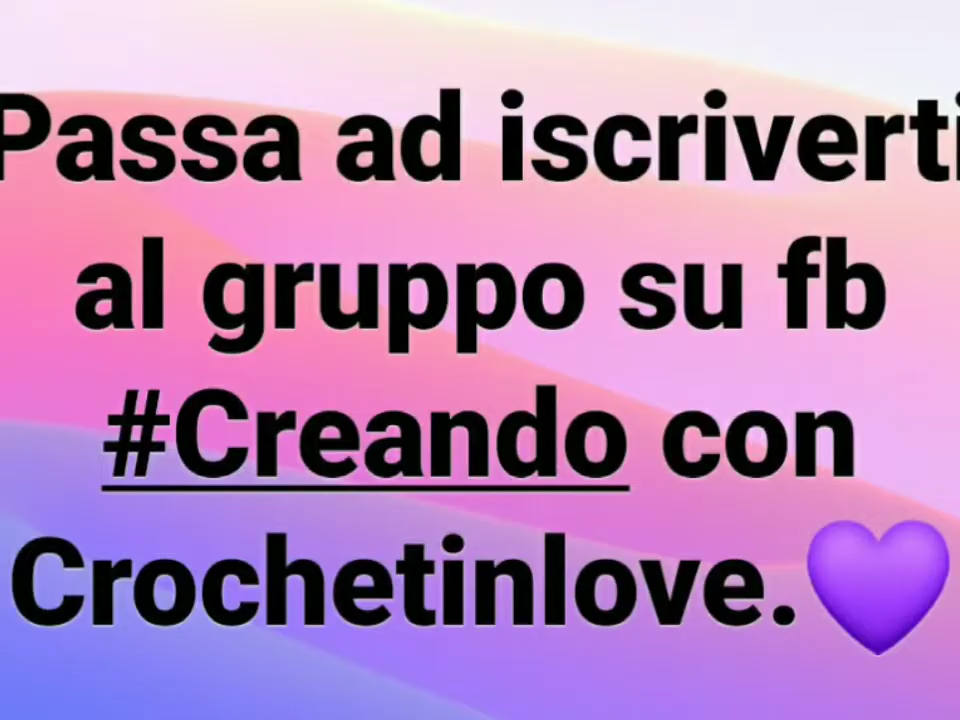 Passa ad iscriverti
al gruppo su fb
#Creando con
Crochetinlove.💜